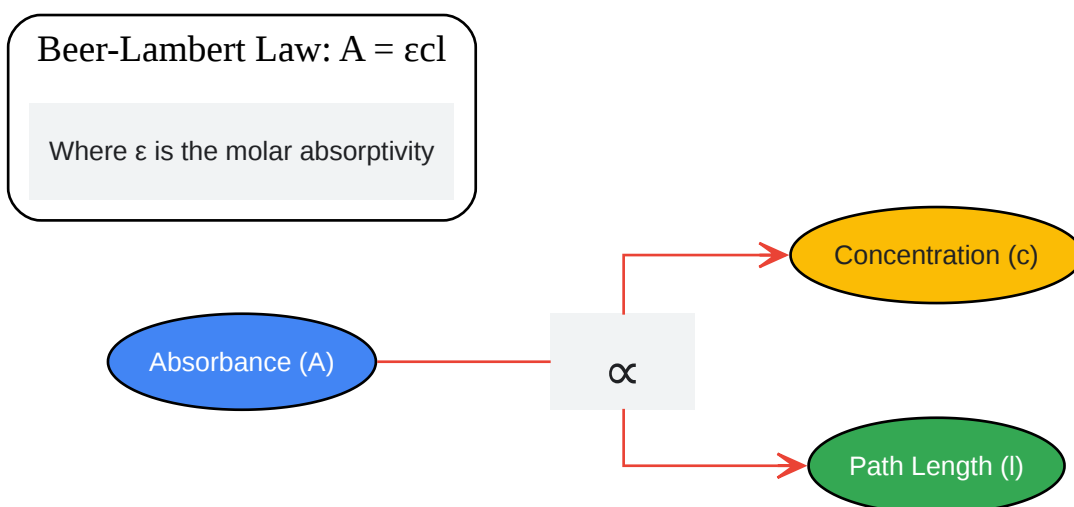 Beer-Lambert Law: A = εcl
Where ε is the molar absorptivity
Concentration (c)
Absorbance (A)
∝
Path Length (l)